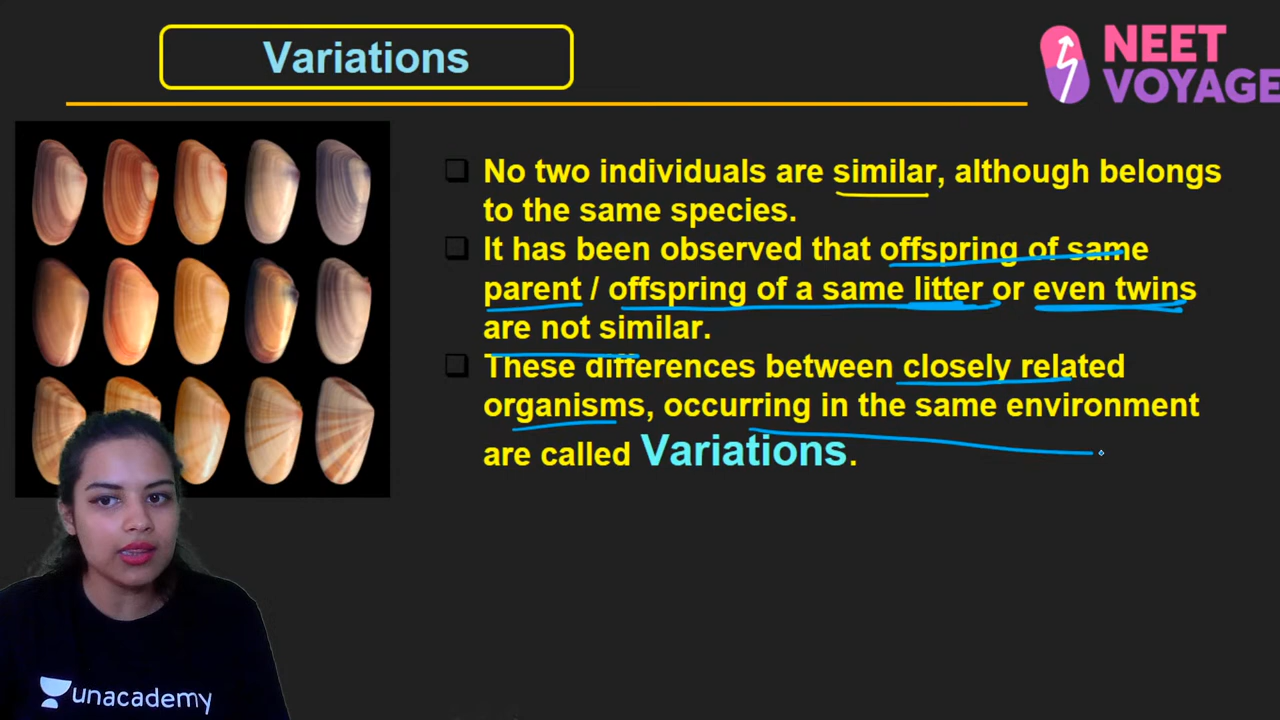 Variations
NEET
VOYAGE
No two individuals are similar, although belongs
to the same species.
It has been observed that offspring of same
parent / offspring of a same litter or even twins
are not similar.
These differences between closely related
organisms, occurring in the same environment
are called Variations.
unacademy